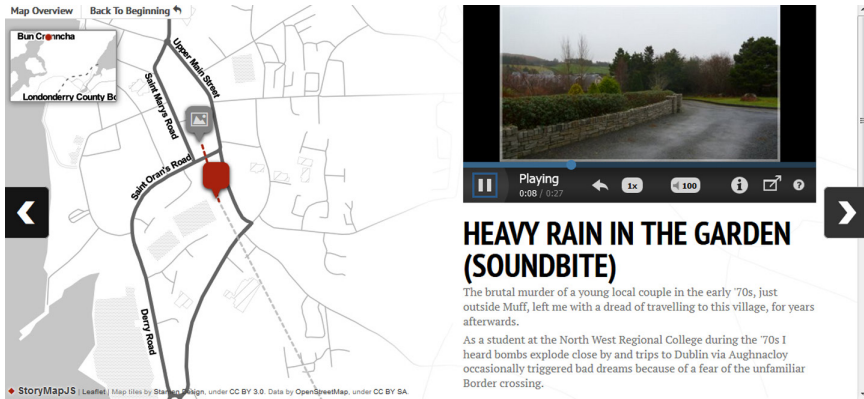 Map Overview
Back To Beginning
Bun Cranncha
Londonderry County Bo
Upper Main Street
Saint Marys Road
Saint Oran's Road
Derry Road
StoryMapJS | Leaflet | Map tiles by Stamen Design, under CC BY 3.0. Data by OpenStreetMap, under CC BY SA.
Playing
0:08 / 0:27
1x
100
HEAVY RAIN IN THE GARDEN
(SOUNDBITE)
The brutal murder of a young local couple in the early '70s, just
outside Muff, left me with a dread of travelling to this village, for years
afterwards.
As a student at the North West Regional College during the '70s I
heard bombs explode close by and trips to Dublin via Aughnacloy
occasionally triggered bad dreams because of a fear of the unfamiliar
Border crossing.